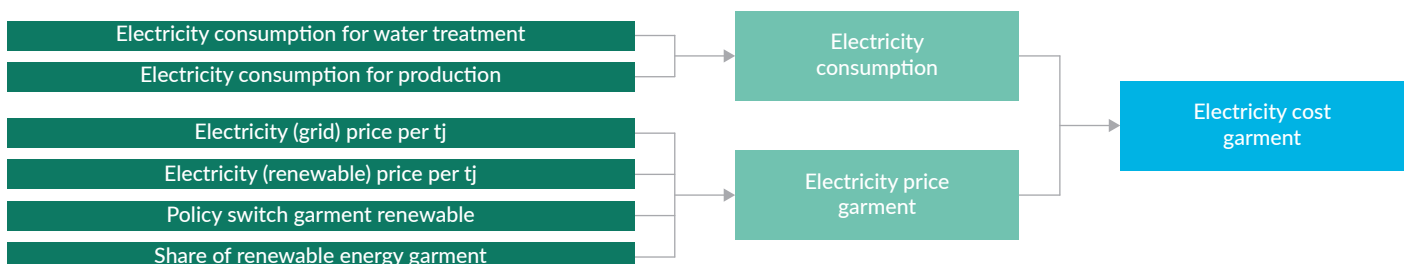 Electricity consumption for water treatment
Electricity consumption for production
Electricity (grid) price per tj
Electricity (renewable) price per tj
Policy switch garment renewable
Share of renewable energy garment
Electricity
consumption
Electricity price
garment
Electricity cost
garment